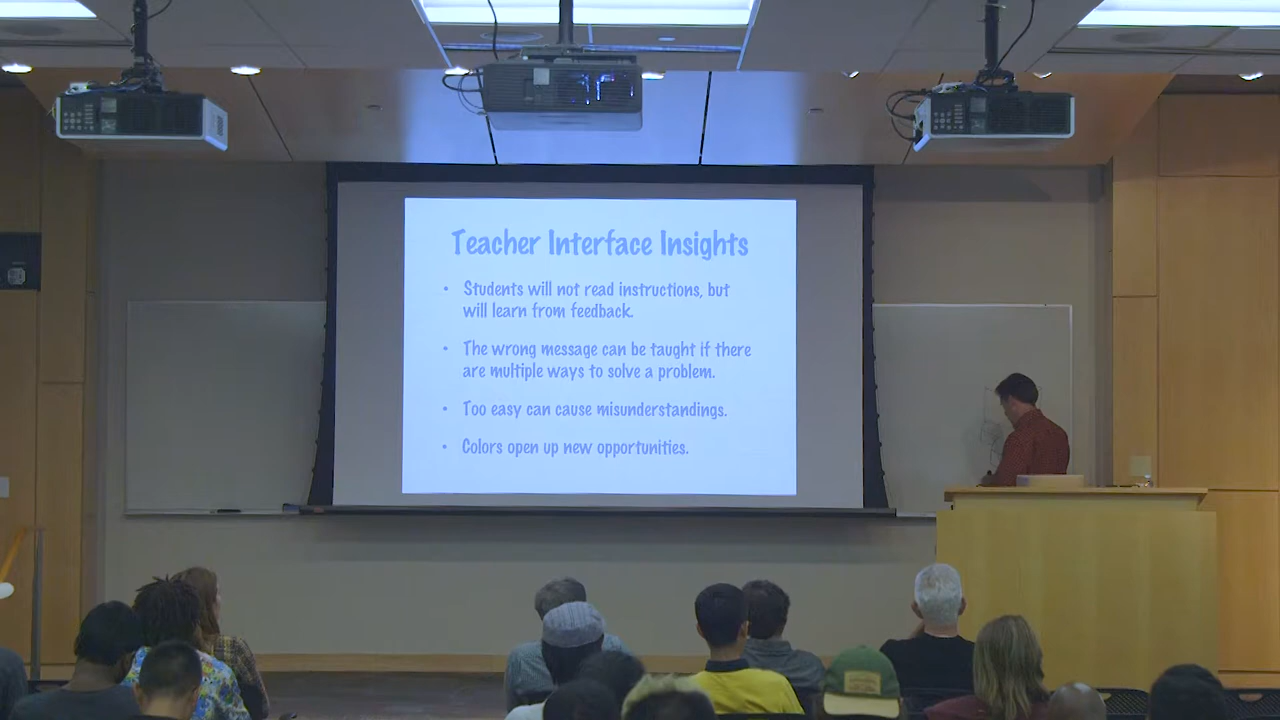 Teacher Interface Insights
• Students will not read instructions, but
will learn from feedback.
• The wrong message can be taught if there
are multiple ways to solve a problem.
• Too easy can cause misunderstandings.
• Colors open up new opportunities.